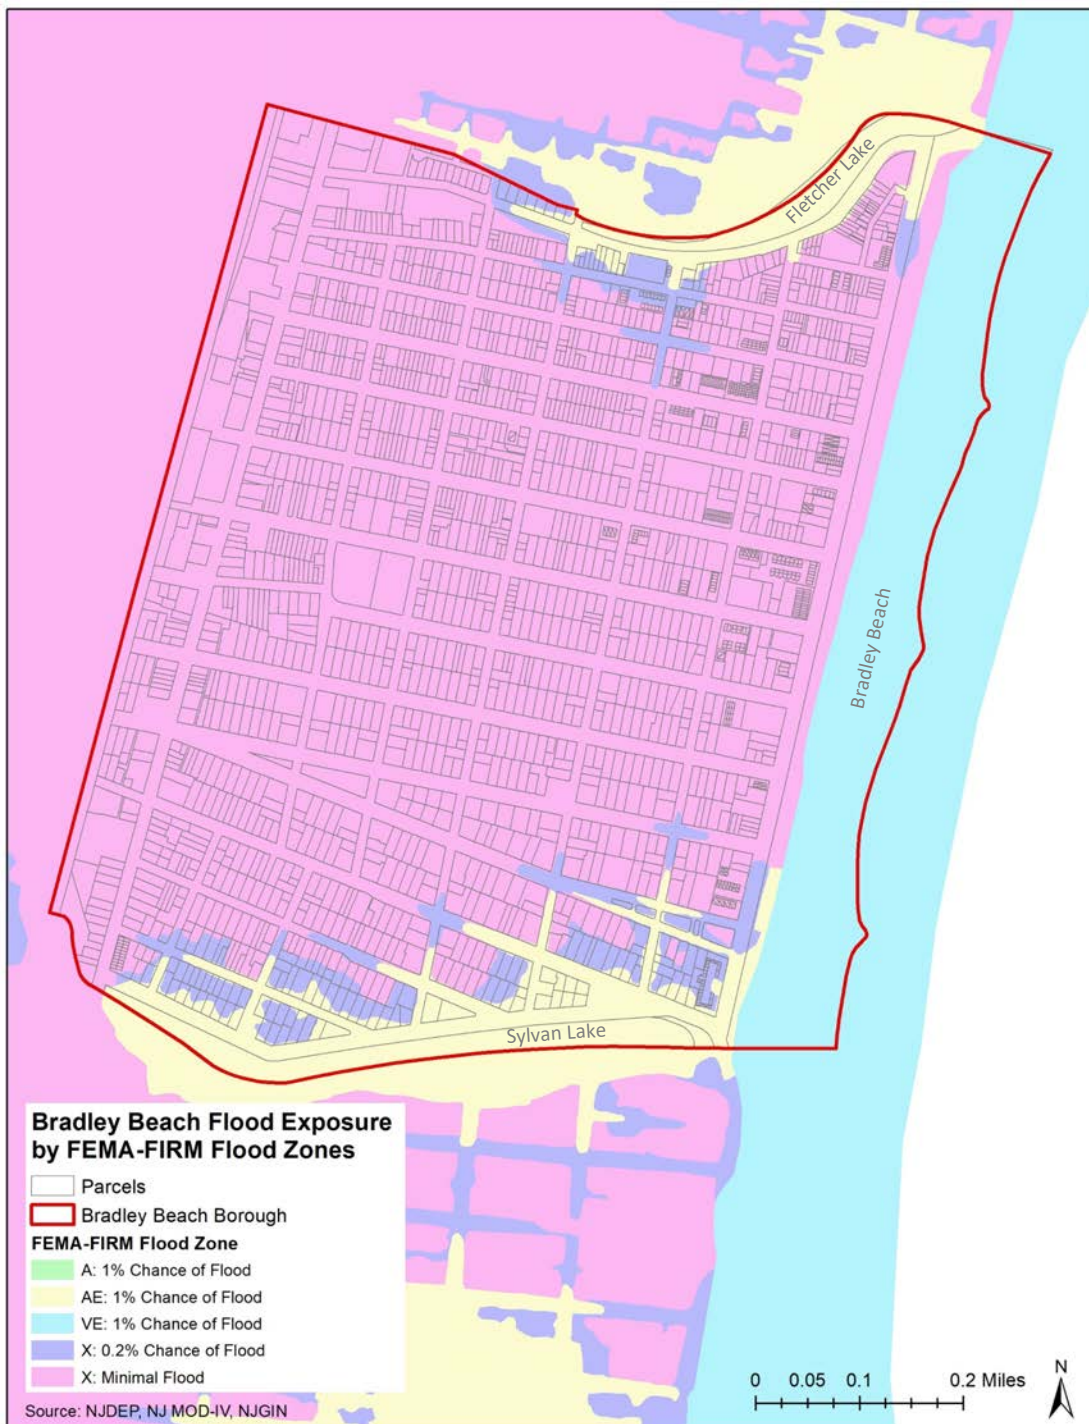 Fletcher Lake
Bradley Beach
Sylvan Lake
Bradley Beach Flood Exposure
by FEMA-FIRM Flood Zones
Parcels
Bradley Beach Borough
FEMA-FIRM Flood Zone
A: 1% Chance of Flood
AE: 1% Chance of Flood
VE: 1% Chance of Flood
X: 0.2% Chance of Flood
X: Minimal Flood
Source: NJDEP, NJ MOD-IV, NJGIN
0 0.05 0.1 0.2 Miles
N